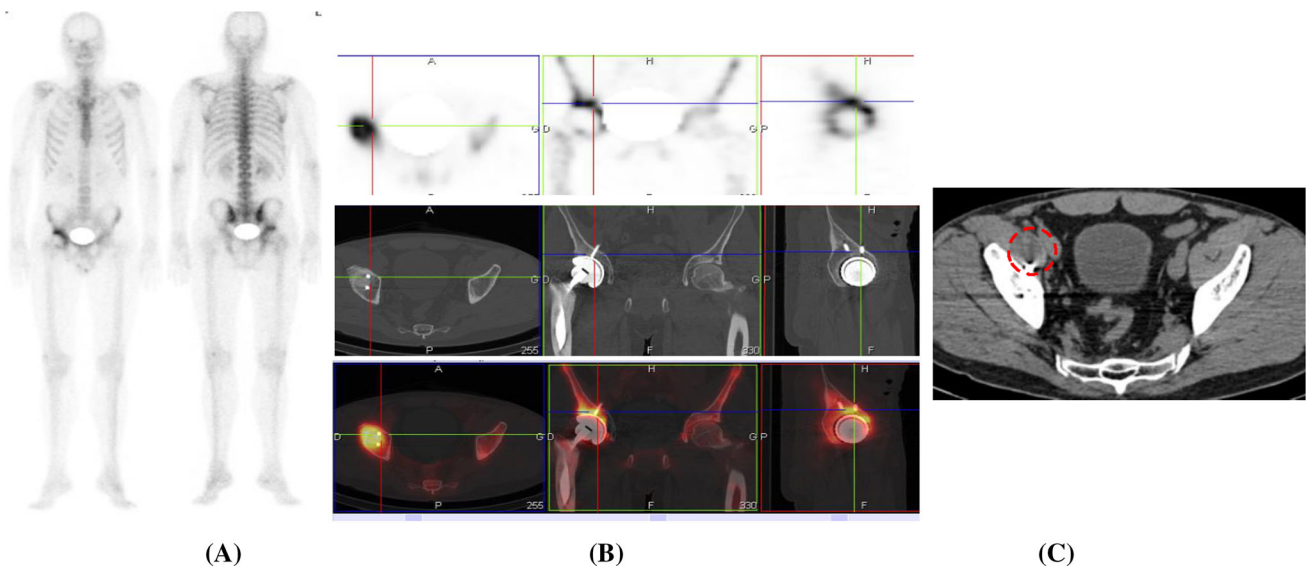 A H H
G D G P
A H H
G D G P
P 255 F 330 F
A H H
D G D G P
P 255 F 330 F
(A) (B) (C)